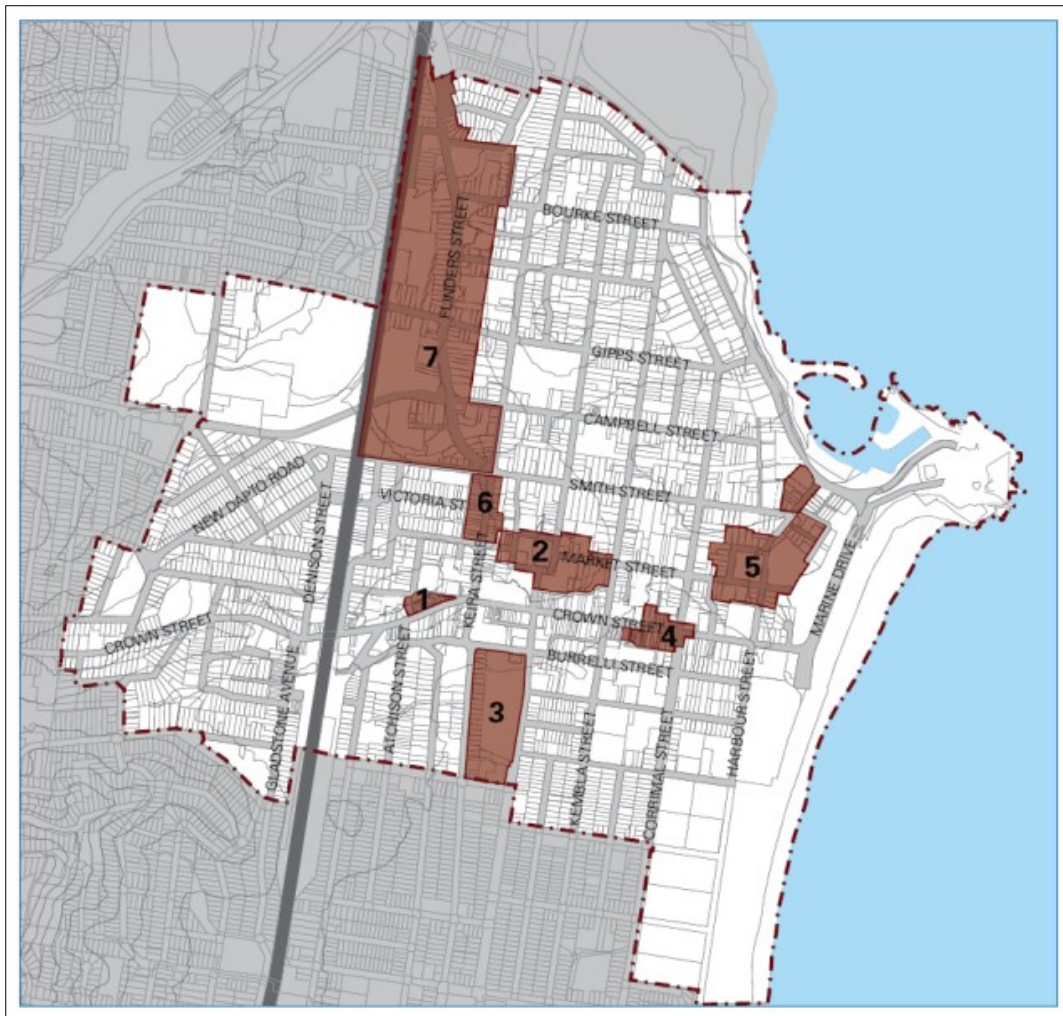 BOURKE STREET
FLINDERS STREET
7
GIPPS STREET
CAMPBELL STREET
NEW DAPTO ROAD
VICTORIA ST
6
SMITH STREET
DENISON STREET
2
MARKET STREET
5
KEIRA STREET
MARINE DRIVE
1
CROWN STREET
CROWN STREET
4
BURRELLI STREET
ATCHISON STREET
GLADSTONE AVENUE
3
HARBOUR STREET
KEMBLA STREET
CORRIMAL STREET